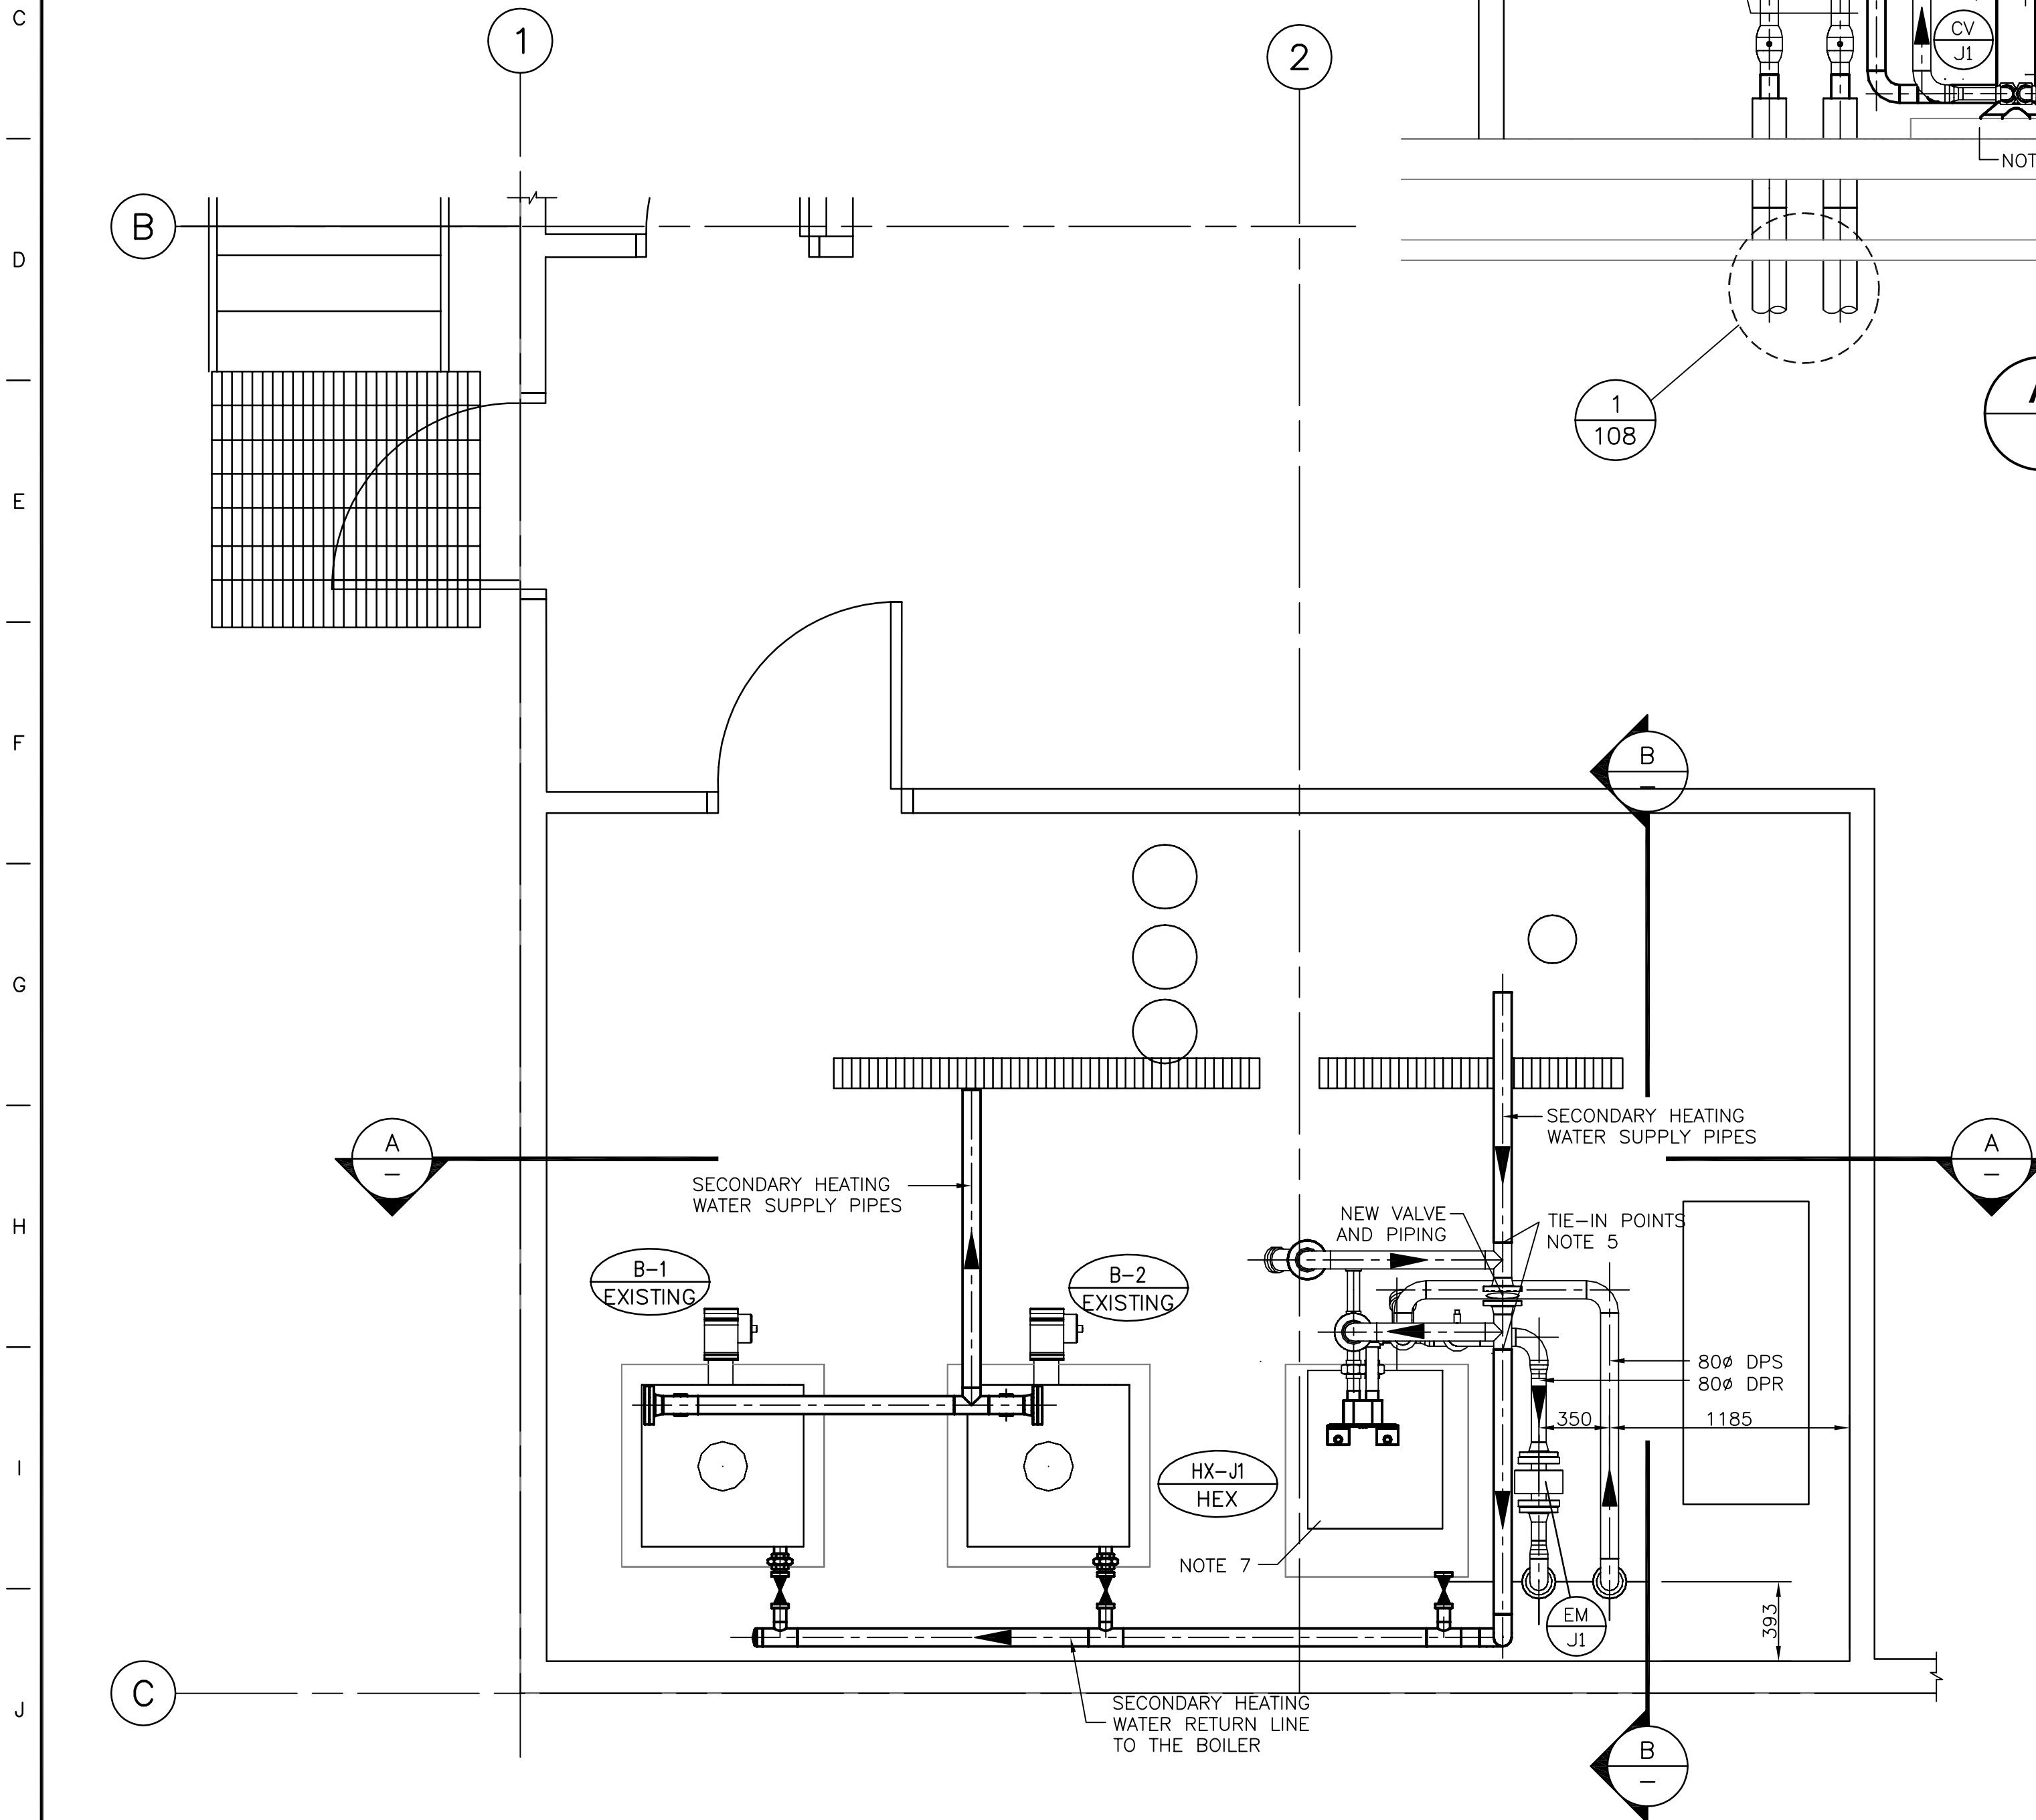 C
1
2
CV
J1
NOT
B
D
1
108
A
E
F
B
–
G
SECONDARY HEATING
WATER SUPPLY PIPES
A
–
A
–
SECONDARY HEATING
WATER SUPPLY PIPES
H
NEW VALVE
AND PIPING
TIE-IN POINTS
NOTE 5
B-1
EXISTING
B-2
EXISTING
80ø DPS
80ø DPR
350
1185
I
HX-J1
HEX
NOTE 7
EM
J1
393
C
J
SECONDARY HEATING
WATER RETURN LINE
TO THE BOILER
B
–